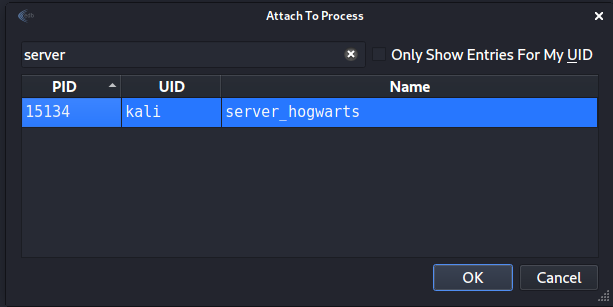 Attach To Process
server
Only Show Entries For My UID
PID UID Name
15134 kali server_hogwarts
OK Cancel